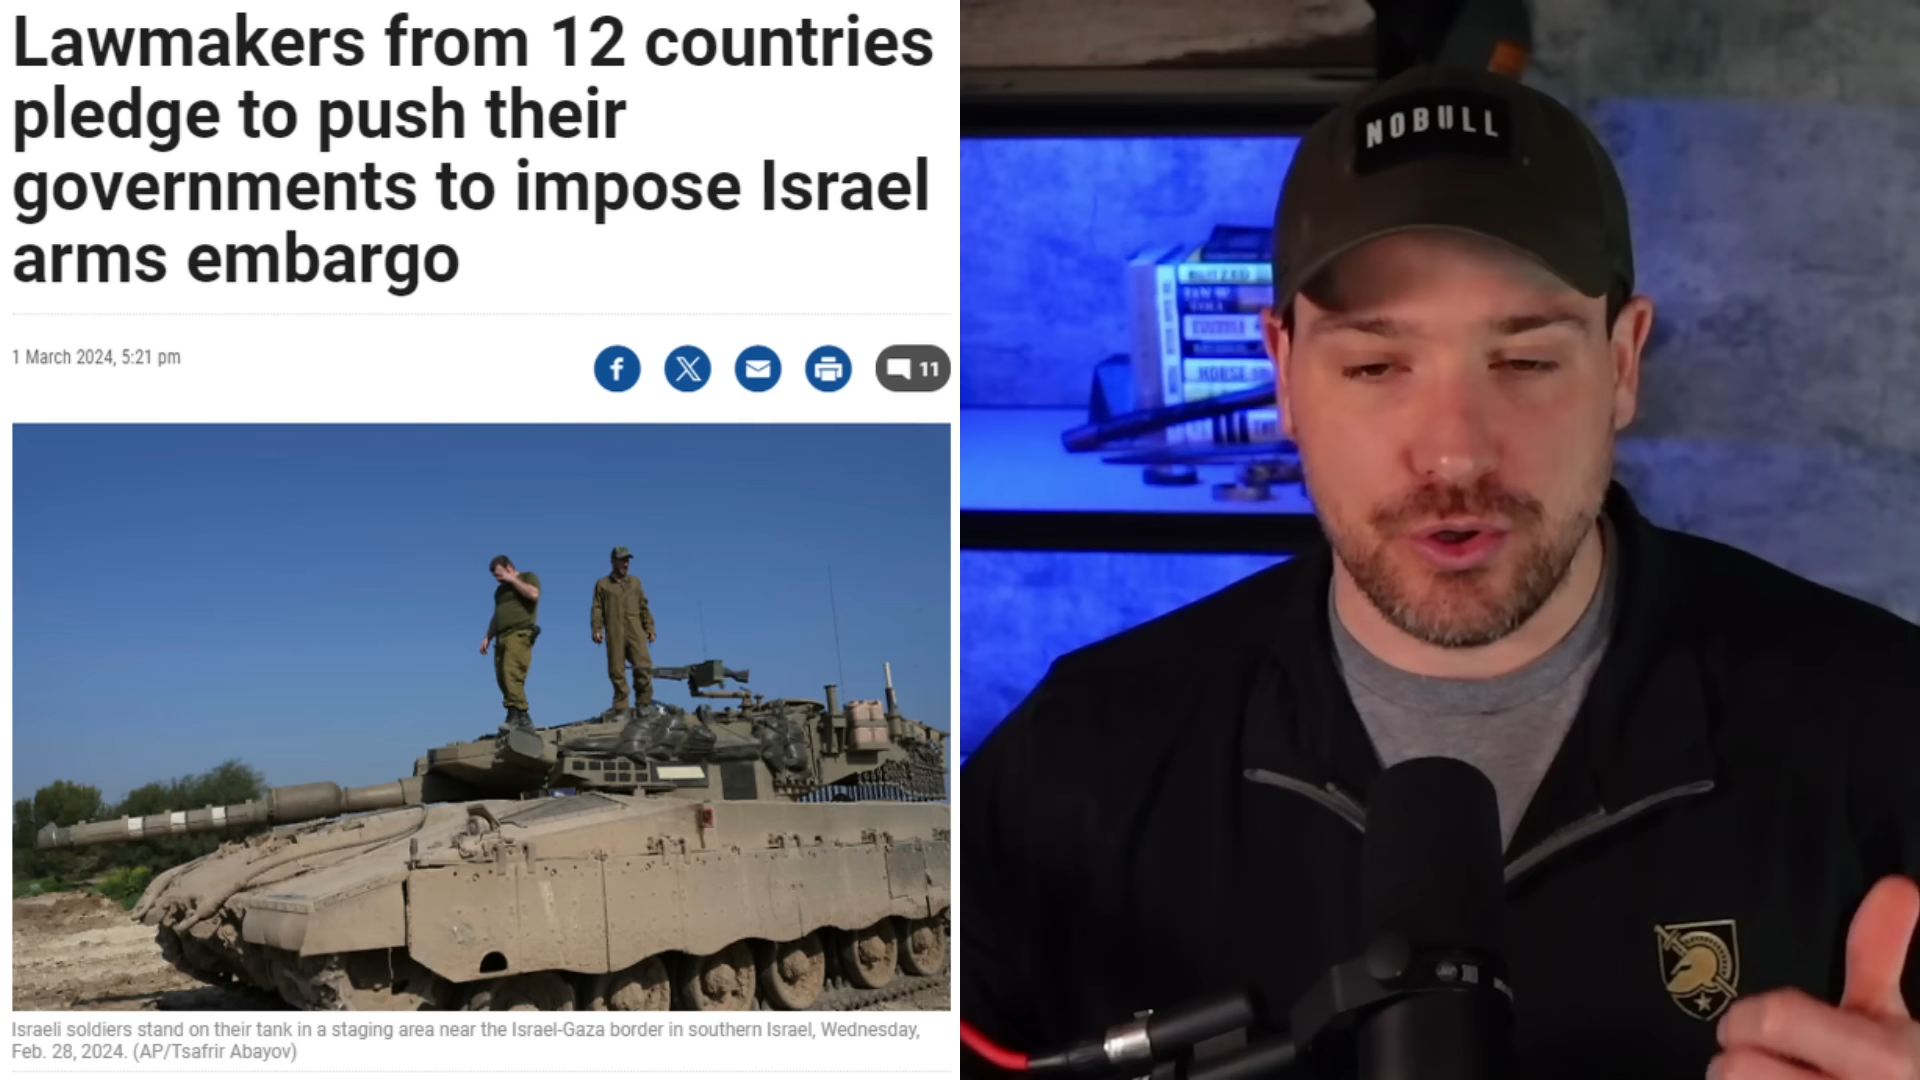 Lawmakers from 12 countries
pledge to push their
governments to impose Israel
arms embargo
1 March 2024, 5:21 pm
11
Israeli soldiers stand on their tank in a staging area near the Israel-Gaza border in southern Israel, Wednesday,
Feb. 28, 2024. (AP/Tsafrir Abayov)
NOBULL